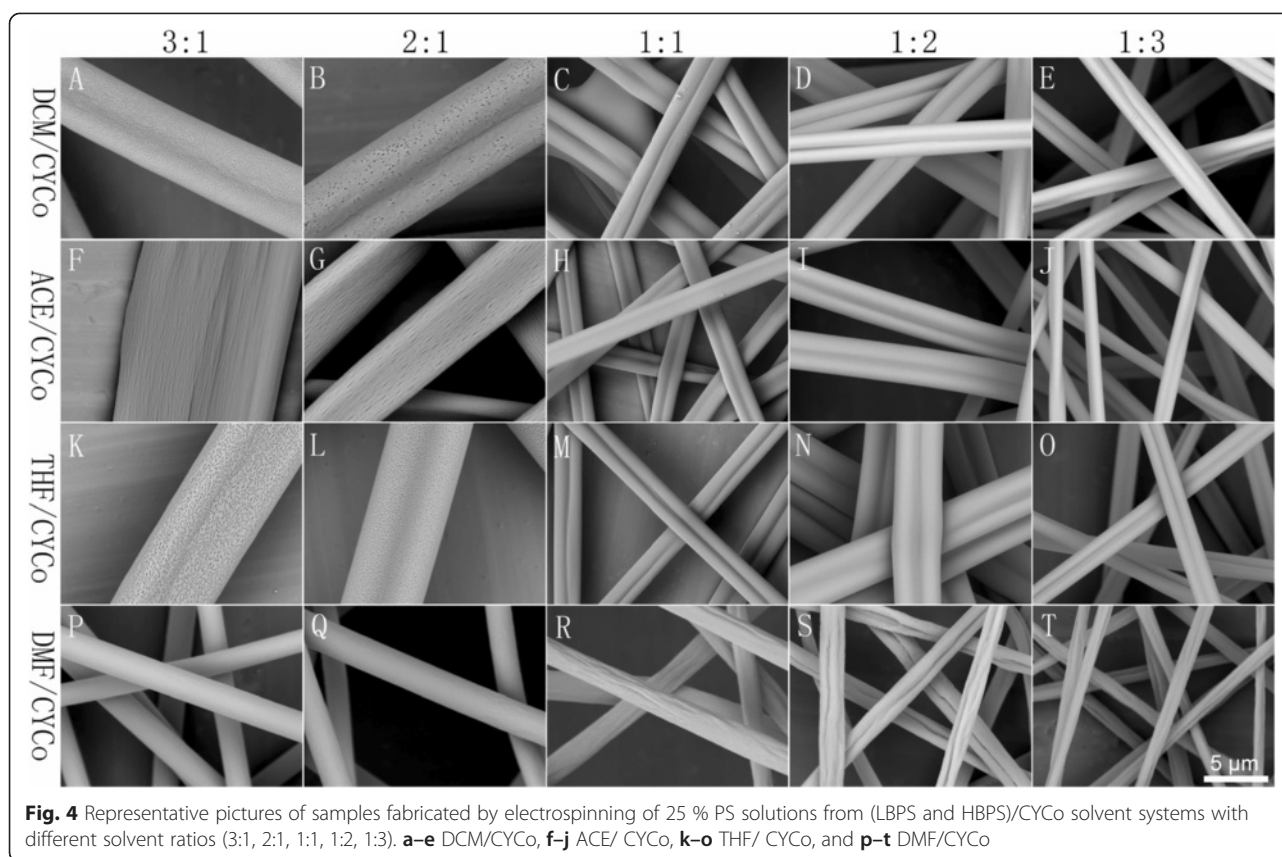 3:1 2:1 1:1 1:2 1:3
DCM/CYCo
A B C D E
ACE/CYCo
F G H I J
THF/CYCo
K L M N O
DMF/CYCo
P Q R S T
5 µm
Fig. 4 Representative pictures of samples fabricated by electrospinning of 25 % PS solutions from (LBPS and HBPS)/CYCo solvent systems with
different solvent ratios (3:1, 2:1, 1:1, 1:2, 1:3). a–e DCM/CYCo, f–j ACE/ CYCo, k–o THF/ CYCo, and p–t DMF/CYCo